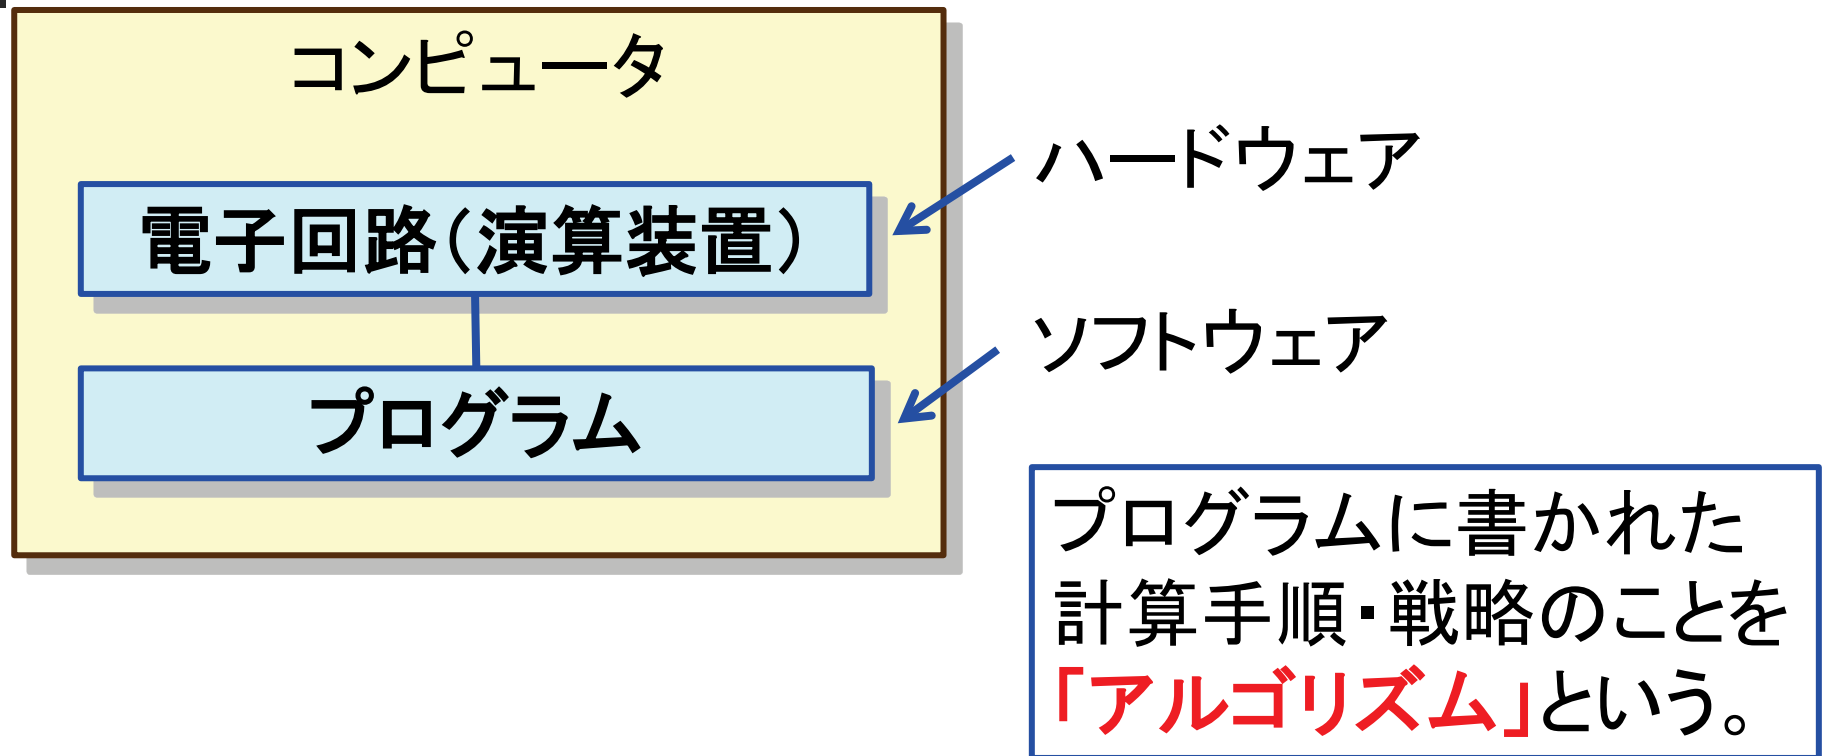 コンピュータ
電子回路（演算装置）
プログラム
ハードウェア
ソフトウェア
プログラムに書かれた
計算手順・戦略のことを
「アルゴリズム」という。